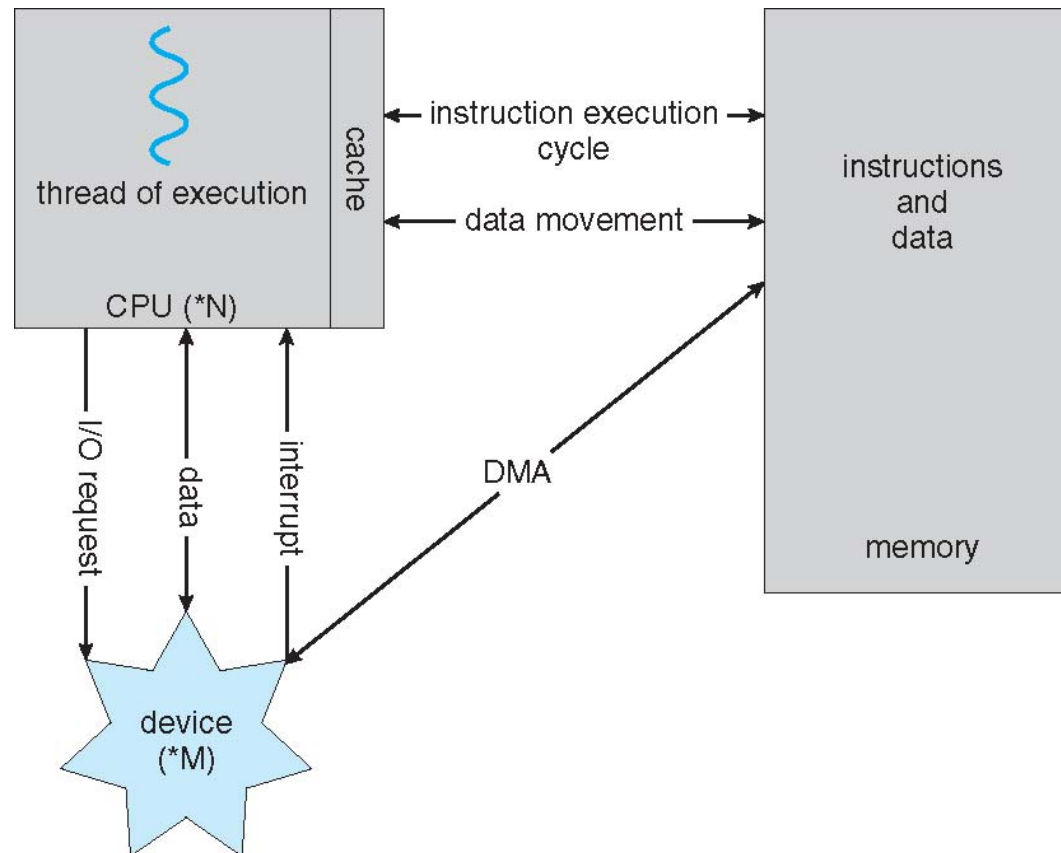 thread of execution
cache
CPU (*N)
instruction execution
cycle
data movement
instructions
and
data
memory
I/O request
data
interrupt
DMA
device
(*M)